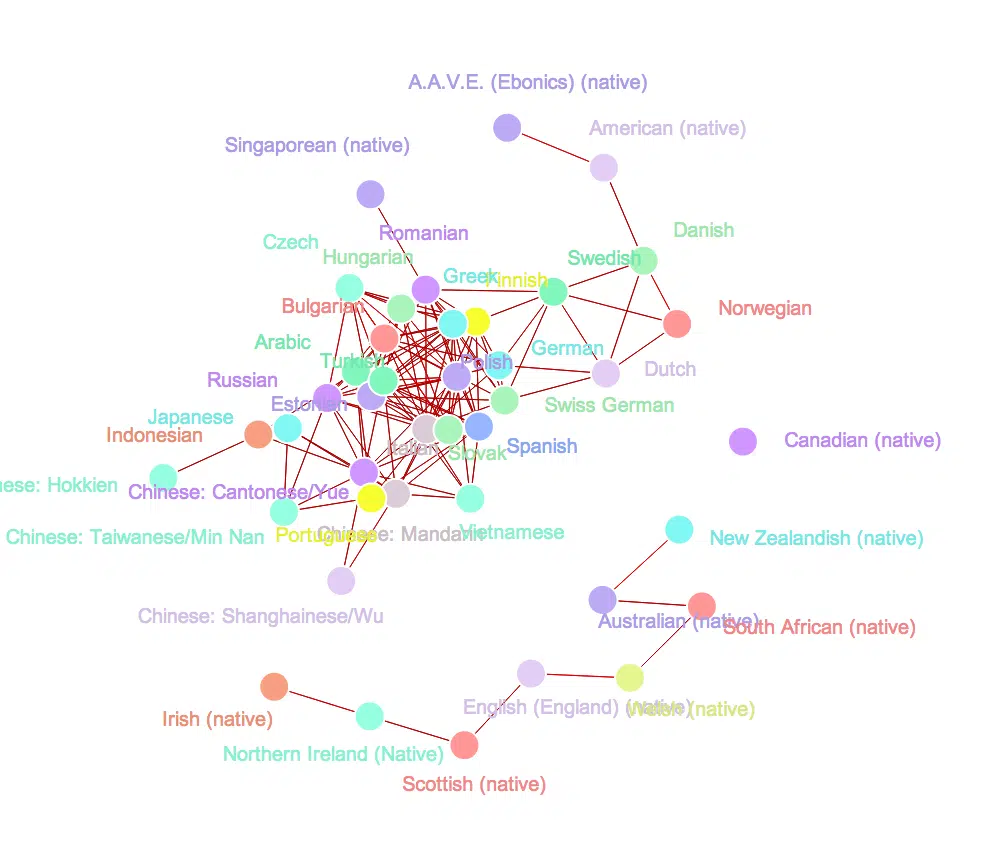 A.A.V.E. (Ebonics) (native)
American (native)
Singaporean (native)
Romanian
Danish
Czech
Hungarian
Swedish
Greek
Finnish
Bulgarian
Norwegian
Arabic
Turkish
German
Polish
Dutch
Russian
Estonian
Swiss German
Japanese
Indonesian
Italian
Slovak
Spanish
Canadian (native)
nese: Hokkien
Chinese: Cantonese/Yue
Chinese: Taiwanese/Min Nan
Portuguese
Chinese: Mandarin
Vietnamese
New Zealandish (native)
Chinese: Shanghainese/Wu
Australian (native)
South African (native)
English (England) (native)
Welsh (native)
Irish (native)
Northern Ireland (Native)
Scottish (native)